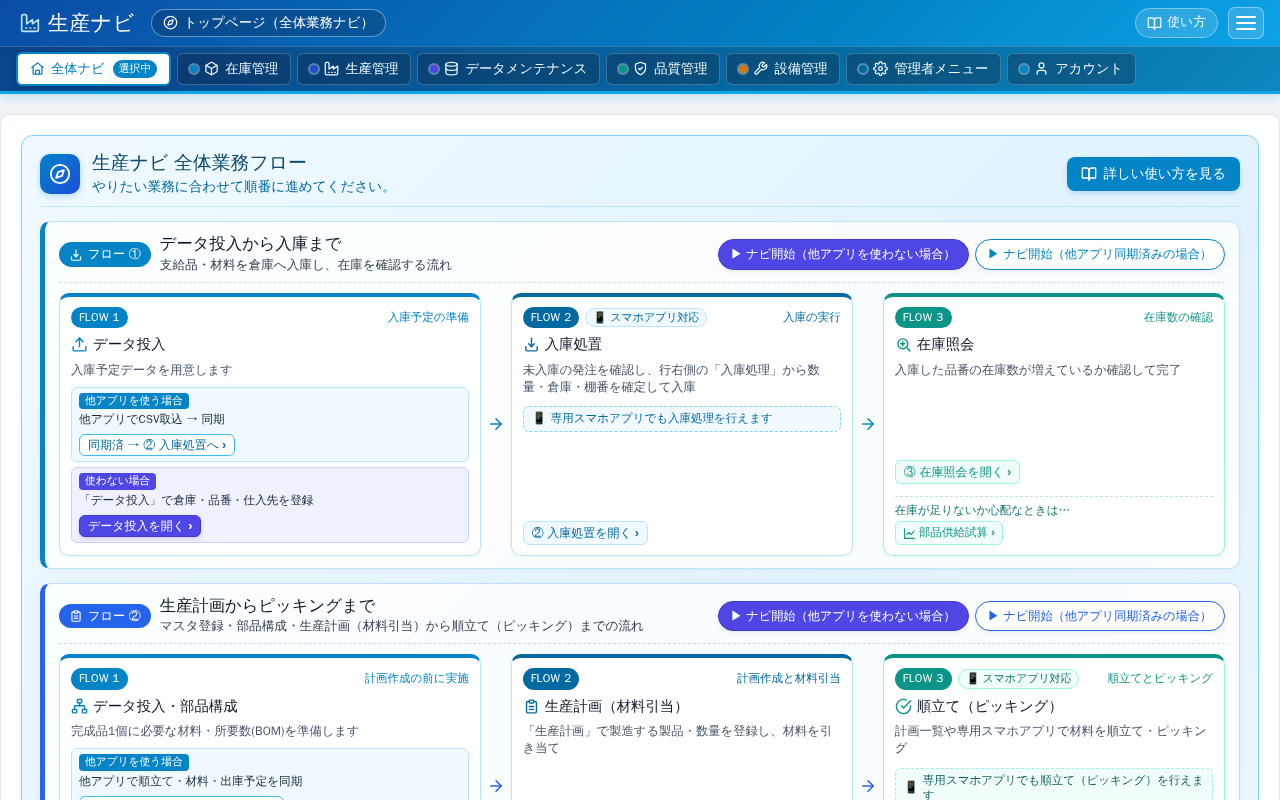 生産ナビ
トップページ（全体業務ナビ）
使い方
全体ナビ 選択中
在庫管理
生産管理
データメンテナンス
品質管理
設備管理
管理者メニュー
アカウント
生産ナビ 全体業務フロー
やりたい業務に合わせて順番に進めてください。
詳しい使い方を見る
フロー ①
データ投入から入庫まで
支給品・材料を倉庫へ入庫し、在庫を確認する流れ
▶ ナビ開始（他アプリを使わない場合）
▶ ナビ開始（他アプリ同期済みの場合）
FLOW 1
入庫予定の準備
データ投入
入庫予定データを用意します
他アプリを使う場合
他アプリでCSV取込 → 同期
同期済 → ② 入庫処置へ ›
使わない場合
「データ投入」で倉庫・品番・仕入先を登録
データ投入を開く ›
FLOW 2
📱 スマホアプリ対応
入庫の実行
入庫処置
未入庫の発注を確認し、行右側の「入庫処理」から数
量・倉庫・棚番を確定して入庫
📱 専用スマホアプリでも入庫処理を行えます
② 入庫処置を開く ›
FLOW 3
在庫数の確認
在庫照会
入庫した品番の在庫数が増えているか確認して完了
③ 在庫照会を開く ›
在庫が足りないか心配なときは…
部品供給試算 ›
フロー ②
生産計画からピッキングまで
マスタ登録・部品構成・生産計画（材料引当）から順立て（ピッキング）までの流れ
▶ ナビ開始（他アプリを使わない場合）
▶ ナビ開始（他アプリ同期済みの場合）
FLOW 1
計画作成の前に実施
データ投入・部品構成
完成品1個に必要な材料・所要数(BOM)を準備します
他アプリを使う場合
他アプリで順立て・材料・出庫予定を同期
FLOW 2
計画作成と材料引当
生産計画（材料引当）
「生産計画」で製造する製品・数量を登録し、材料を引
き当て
FLOW 3
📱 スマホアプリ対応
順立てとピッキング
順立て（ピッキング）
計画一覧や専用スマホアプリで材料を順立て・ピッキン
グ
📱 専用スマホアプリでも順立て（ピッキング）を行えま
す